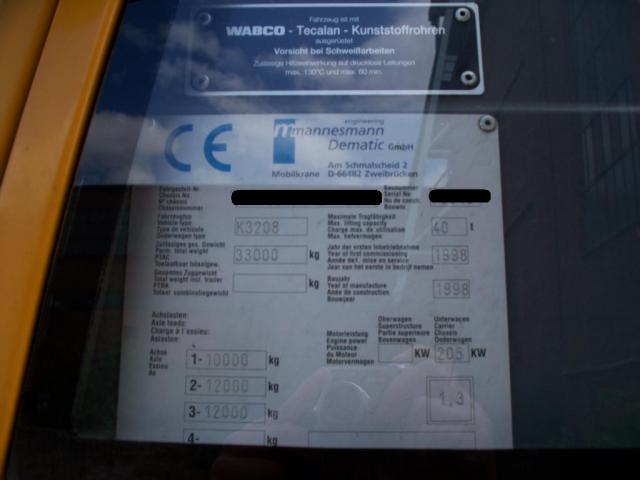 Fahrzeug ist mit
WABCO - Tecalan - Kunststoffrohren
ausgerüstet
Vorsicht bei Schweißarbeiten
Zulässige Hitzeeinwirkung auf drucklose Leitungen
max. 130°C und max. 60 min.
CE
engineering
mannesmann
Dematic GmbH
Mobilkrane
Am Schmalscheid 2
D-66482 Zweibrücken
Fahrgestell-Nr.
Chassis No.
N° châssis
Chassisnummer
Baunummer
Serial No
No de constr.
Bouwnr.
Fahrzeugtyp
Vehicle type
Type de véhicule
Onderwagen type
K3208
Maximale Tragfähigkeit
Max. lifting capacity
Charge max. de utilisation
Max. hefvermogen
40 t
Zulässiges ges. Gewicht
Perm. total weight
PTAC
Toelaatbaar totaalgew.
33000 kg
Jahr der ersten Inbetriebnahme
Year of first commissioning
Année de 1. mise en service
Jaar van het eerste in bedrijf nemen
1998
Gesamtes Zuggewicht
Total weight incl. trailer
PTRA
Totaal combinatiegewicht
kg
Baujahr
Year of manufacture
Année de construction
Bouwjaar
1998
Achslasten:
Axle loads:
Charge à l'essieu:
Aslasten:
Oberwagen
Superstructure
Partie supérieure
Bovenwagen
Unterwagen
Carrier
Chassis
Onderwagen
Motorleistung
Engine power
Puissance
du Moteur
Motorvermogen
KW
205 KW
Achse
Axle
Essieu
As
1- 10000 kg
2- 12000 kg
3- 12000 kg
4- kg
1,3